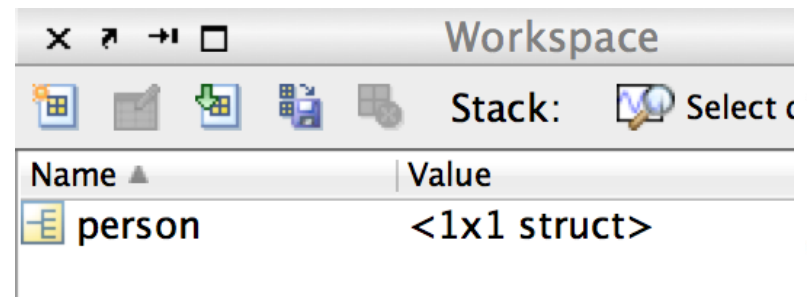 Workspace
Stack: Select
Name Value
person <1x1 struct>